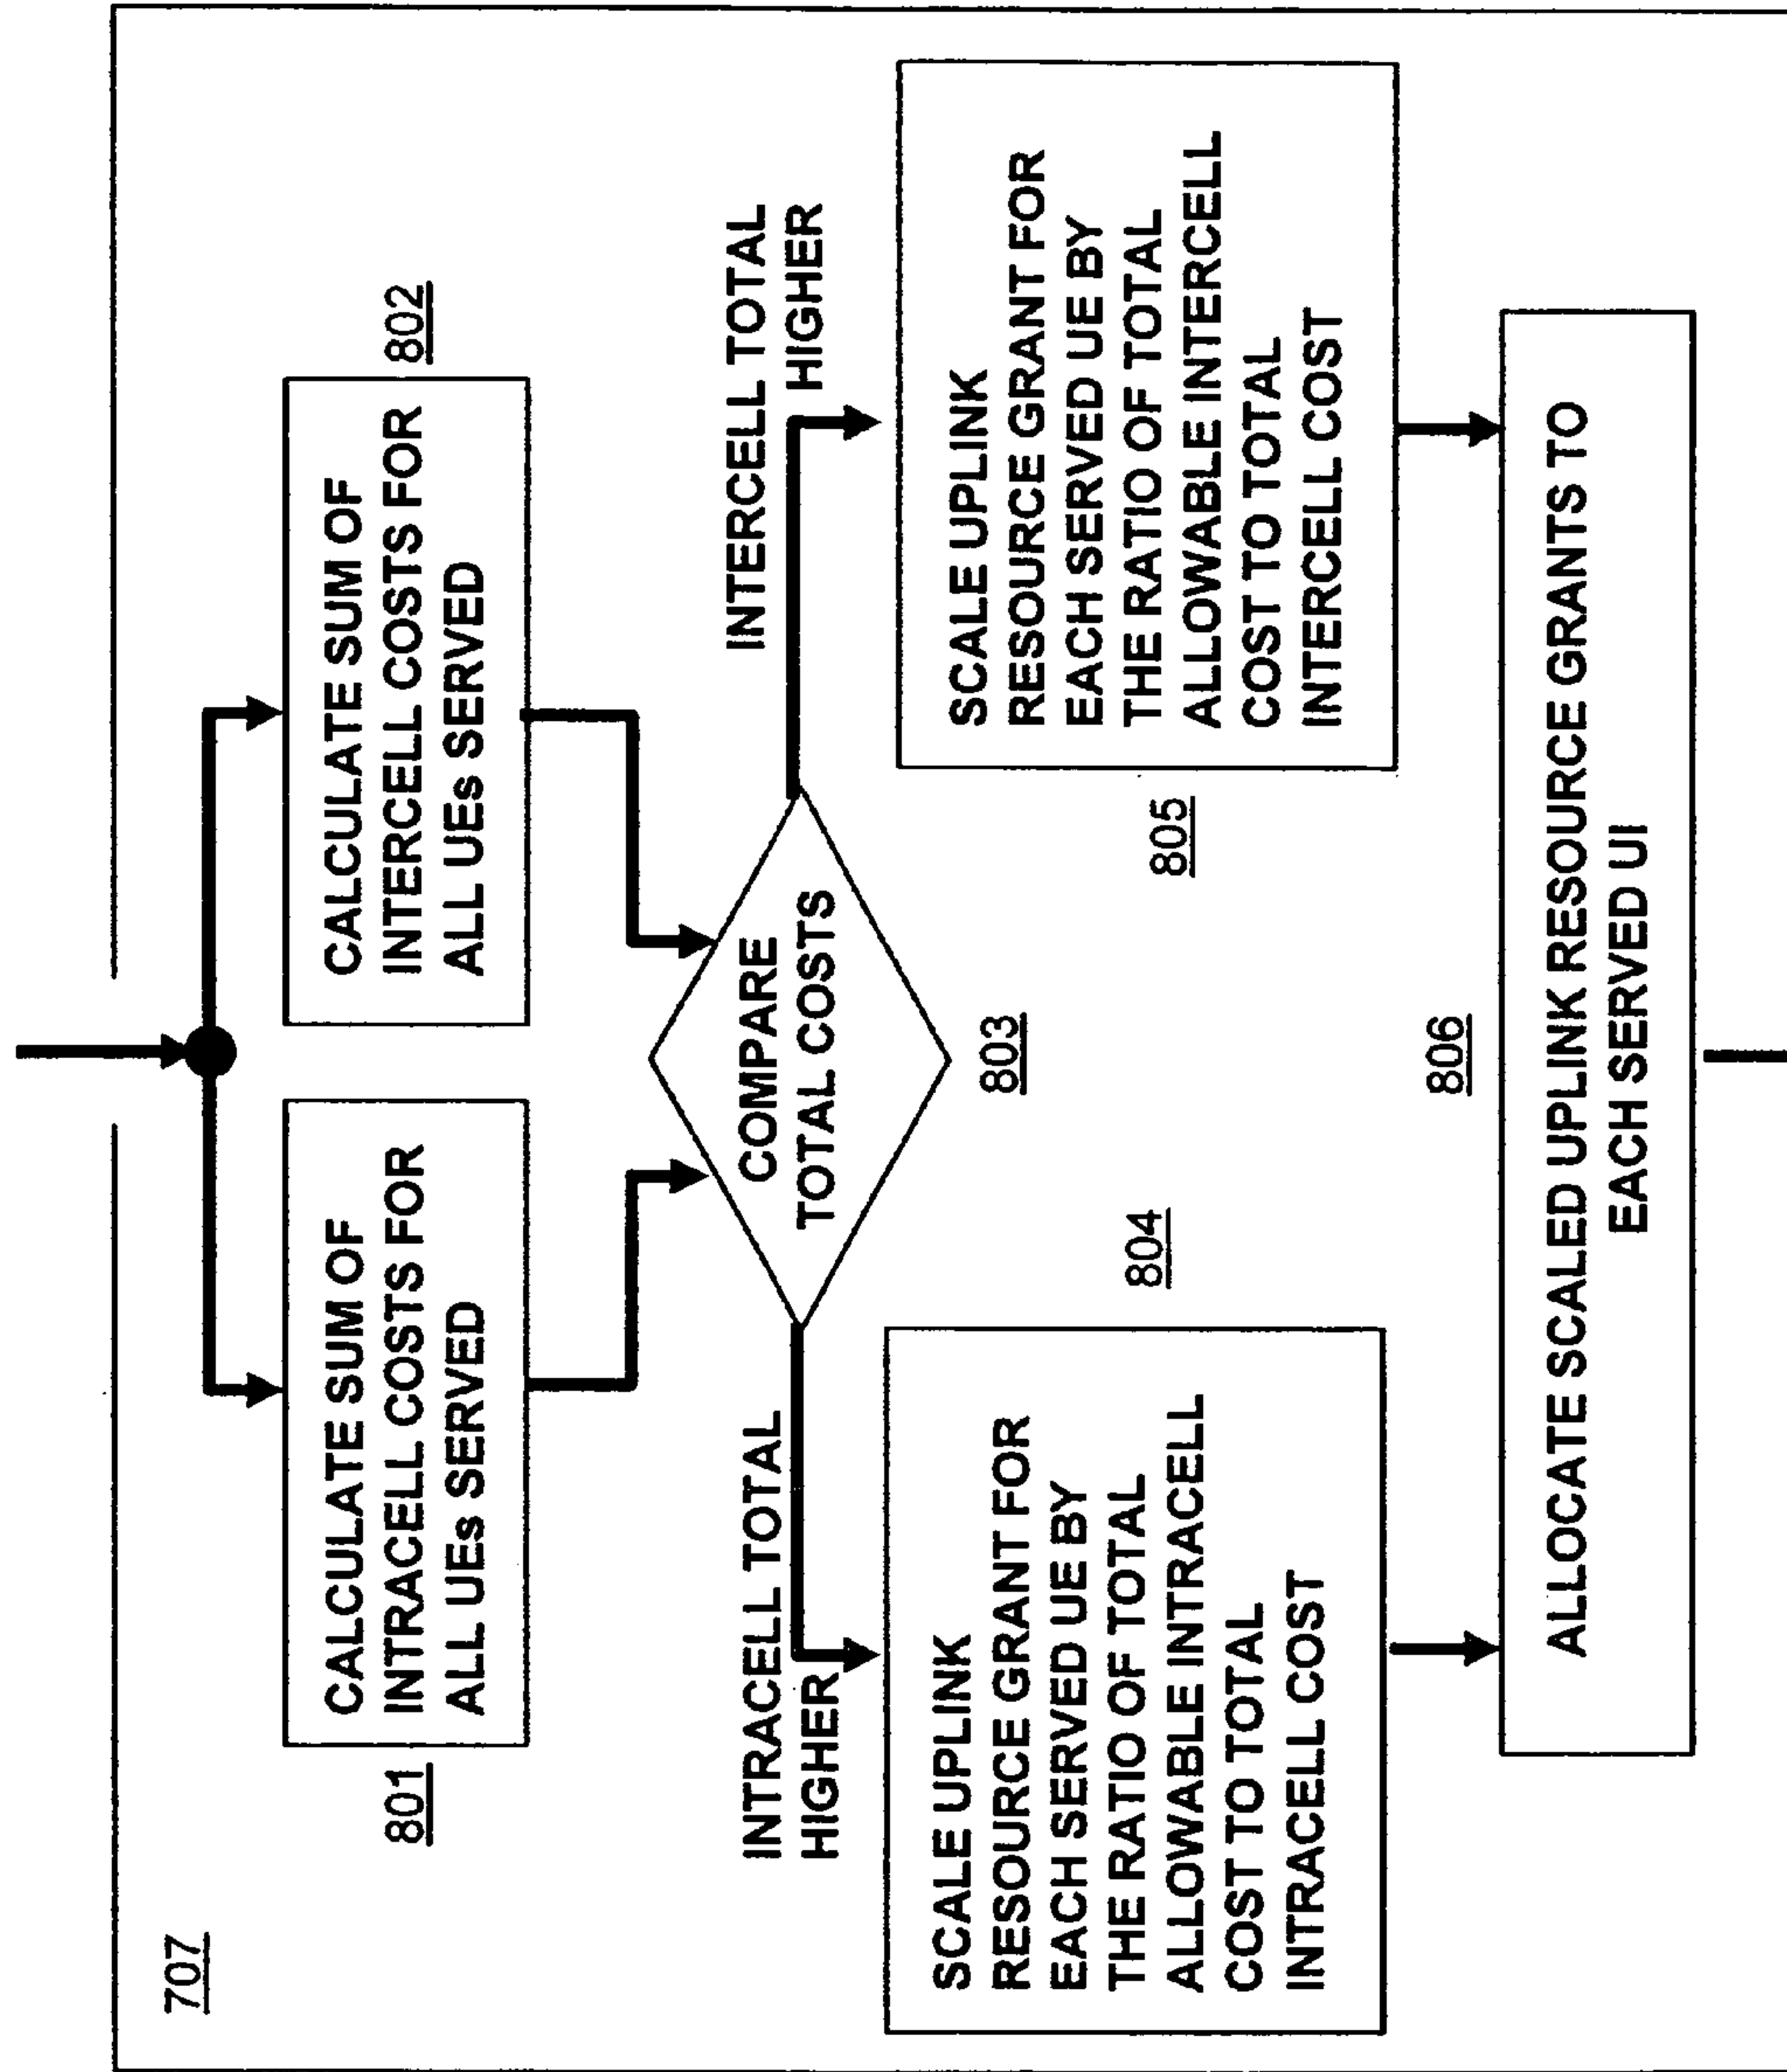 707
801
CALCULATE SUM OF
INTRACELL COSTS FOR
ALL UEs SERVED
CALCULATE SUM OF
INTERCELL COSTS FOR
ALL UEs SERVED
802
COMPARE
TOTAL COSTS
803
INTRACELL TOTAL
HIGHER
INTERCELL TOTAL
HIGHER
SCALE UPLINK
RESOURCE GRANT FOR
EACH SERVED UE BY
THE RATIO OF TOTAL
ALLOWABLE INTRACELL
COST TO TOTAL
INTRACELL COST
804
805
SCALE UPLINK
RESOURCE GRANT FOR
EACH SERVED UE BY
THE RATIO OF TOTAL
ALLOWABLE INTERCELL
COST TO TOTAL
INTERCELL COST
806
ALLOCATE SCALED UPLINK RESOURCE GRANTS TO
EACH SERVED UI